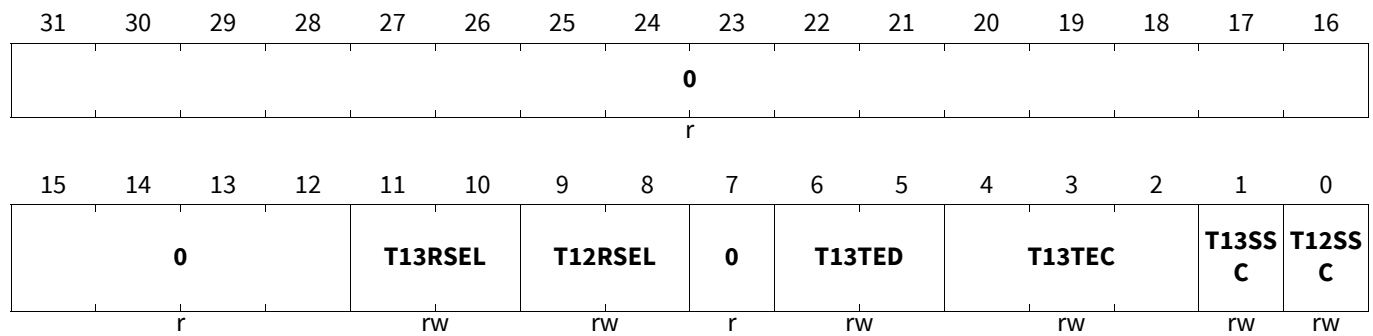 31 30 29 28 27 26 25 24 23 22 21 20 19 18 17 16
0
r
15 14 13 12 11 10 9 8 7 6 5 4 3 2 1 0
0 T13RSEL T12RSEL 0 T13TED T13TEC T13SS T12SS
C C
r rw rw r rw rw rw rw